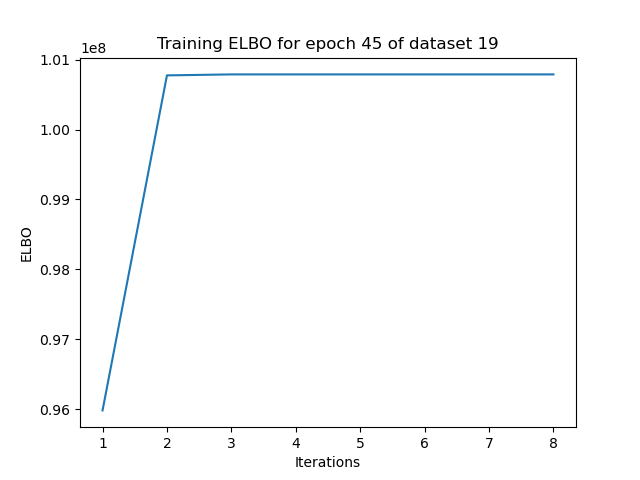 Training ELBO for epoch 45 of dataset 19
1e8
1.01
1.00
0.99
0.98
0.97
0.96
ELBO
1 2 3 4 5 6 7 8
Iterations